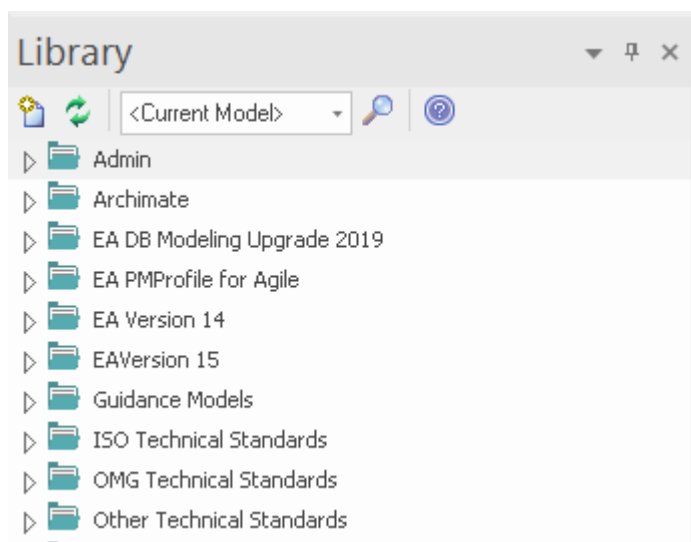 Library
<Current Model>
Admin
Archimate
EA DB Modeling Upgrade 2019
EA PMProfile for Agile
EA Version 14
EAVersion 15
Guidance Models
ISO Technical Standards
OMG Technical Standards
Other Technical Standards